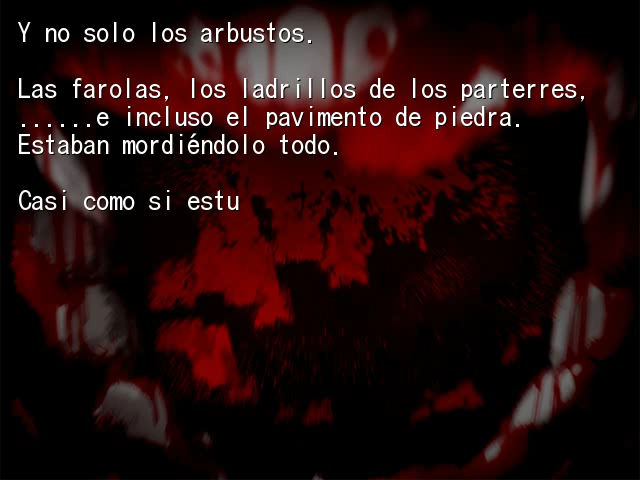 Y no solo los arbustos.
Las farolas, los ladrillos de los parterres,
......e incluso el pavimento de piedra.
Estaban mordiéndolo todo.
Casi como si estu